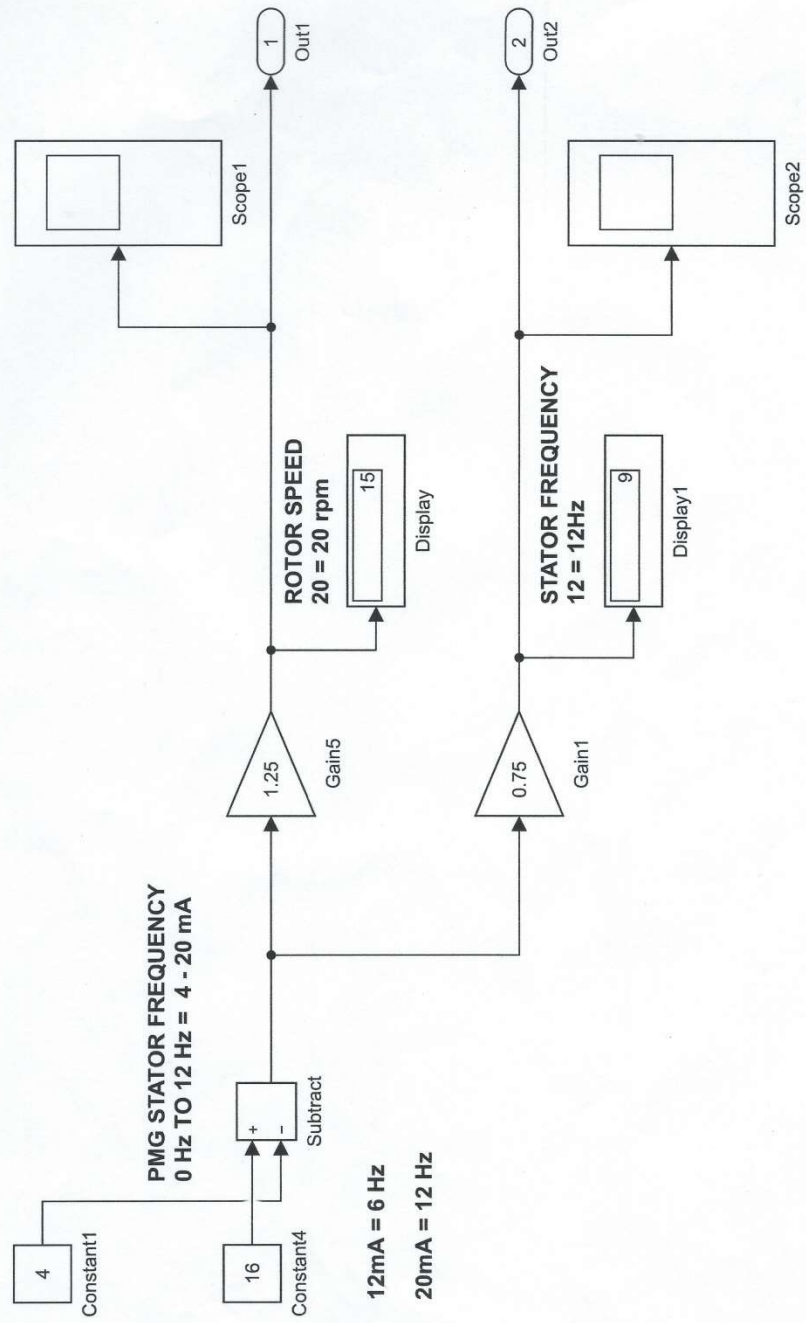 4
Constant1
16
Constant4
12mA = 6 Hz
20mA = 12 Hz
PMG STATOR FREQUENCY
0 Hz TO 12 Hz = 4 - 20 mA
+
−
Subtract
1.25
Gain5
0.75
Gain1
ROTOR SPEED
20 = 20 rpm
15
Display
STATOR FREQUENCY
12 = 12Hz
9
Display1
Scope1
Scope2
1
Out1
2
Out2